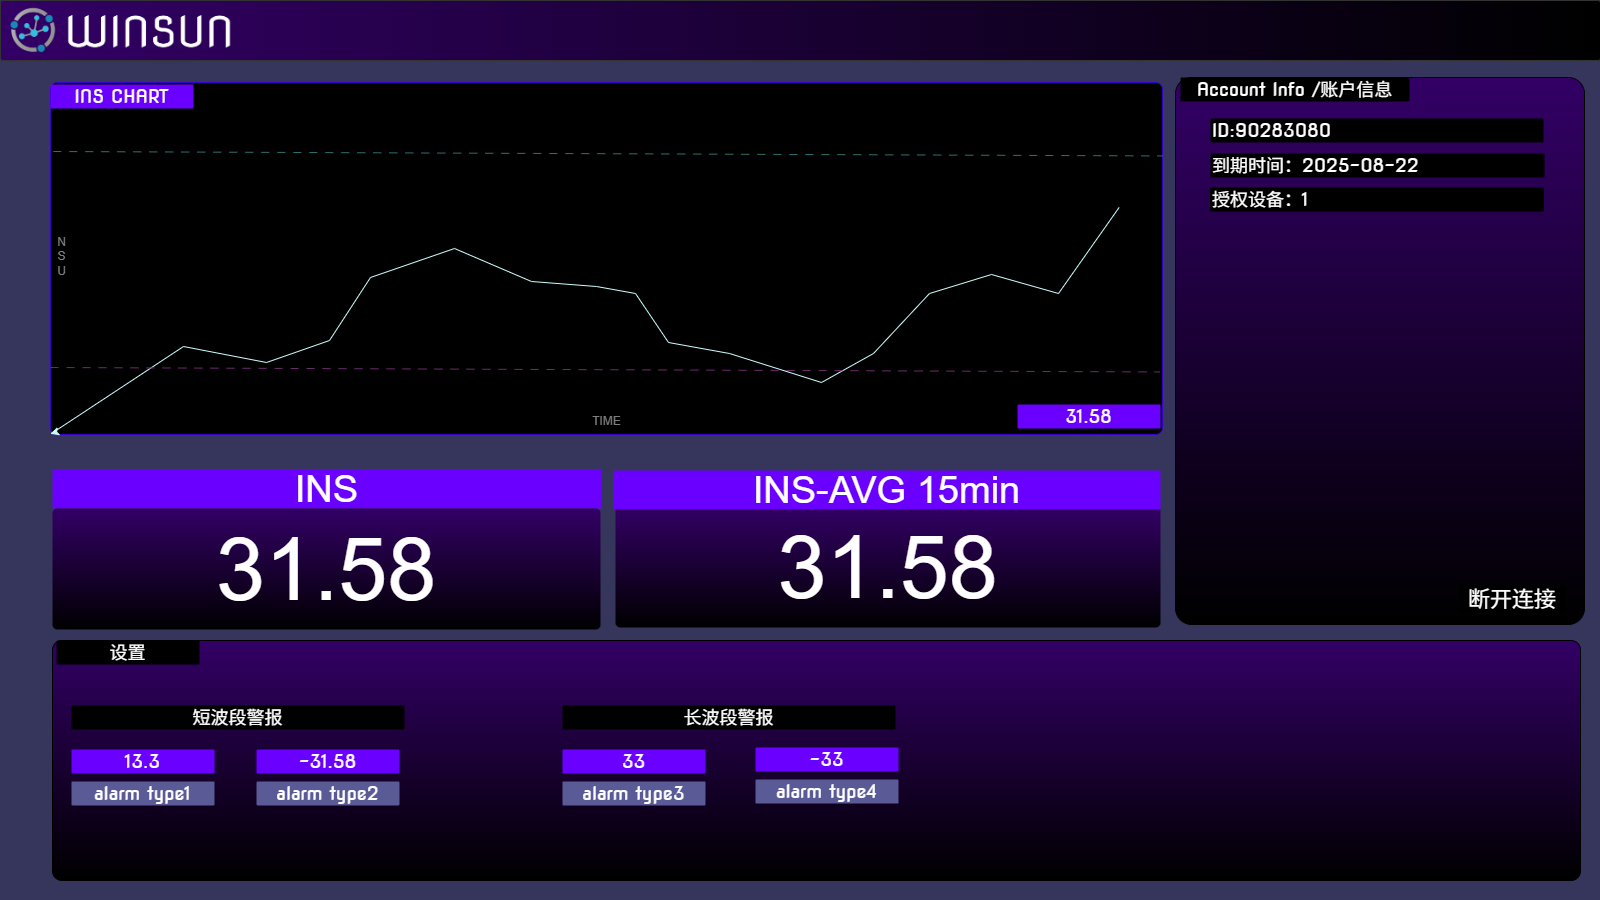 WINSUN
INS CHART
NSU
TIME
31.58
Account Info /账户信息
ID:90283080
到期时间：2025-08-22
授权设备：1
断开连接
INS
31.58
INS-AVG 15min
31.58
设置
短波段警报
13.3
-31.58
alarm type1
alarm type2
长波段警报
33
-33
alarm type3
alarm type4